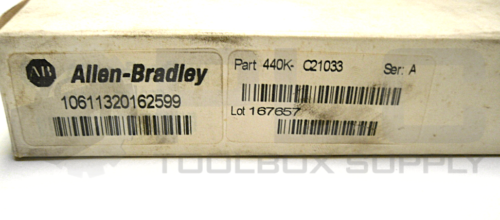 AB Allen-Bradley
10611320162599
Part 440K- C21033 Ser: A
Lot 167657
TOOLBOX SUPPLY